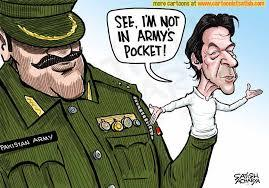 more cartoons at www.cartoonistsatish.com
SEE, I'M NOT
IN ARMY'S
POCKET!
PAKISTAN ARMY
SATISH
ACHARYA